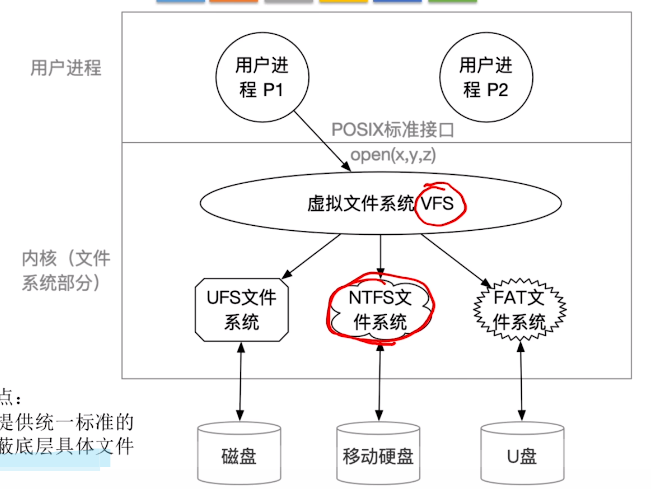 用户进程
用户进
程 P1
用户进
程 P2
POSIX标准接口
open(x,y,z)
虚拟文件系统 VFS
内核（文件
系统部分）
UFS文件
系统
NTFS文
件系统
FAT文
件系统
点：
提供统一标准的
蔽底层具体文件
磁盘
移动硬盘
U盘